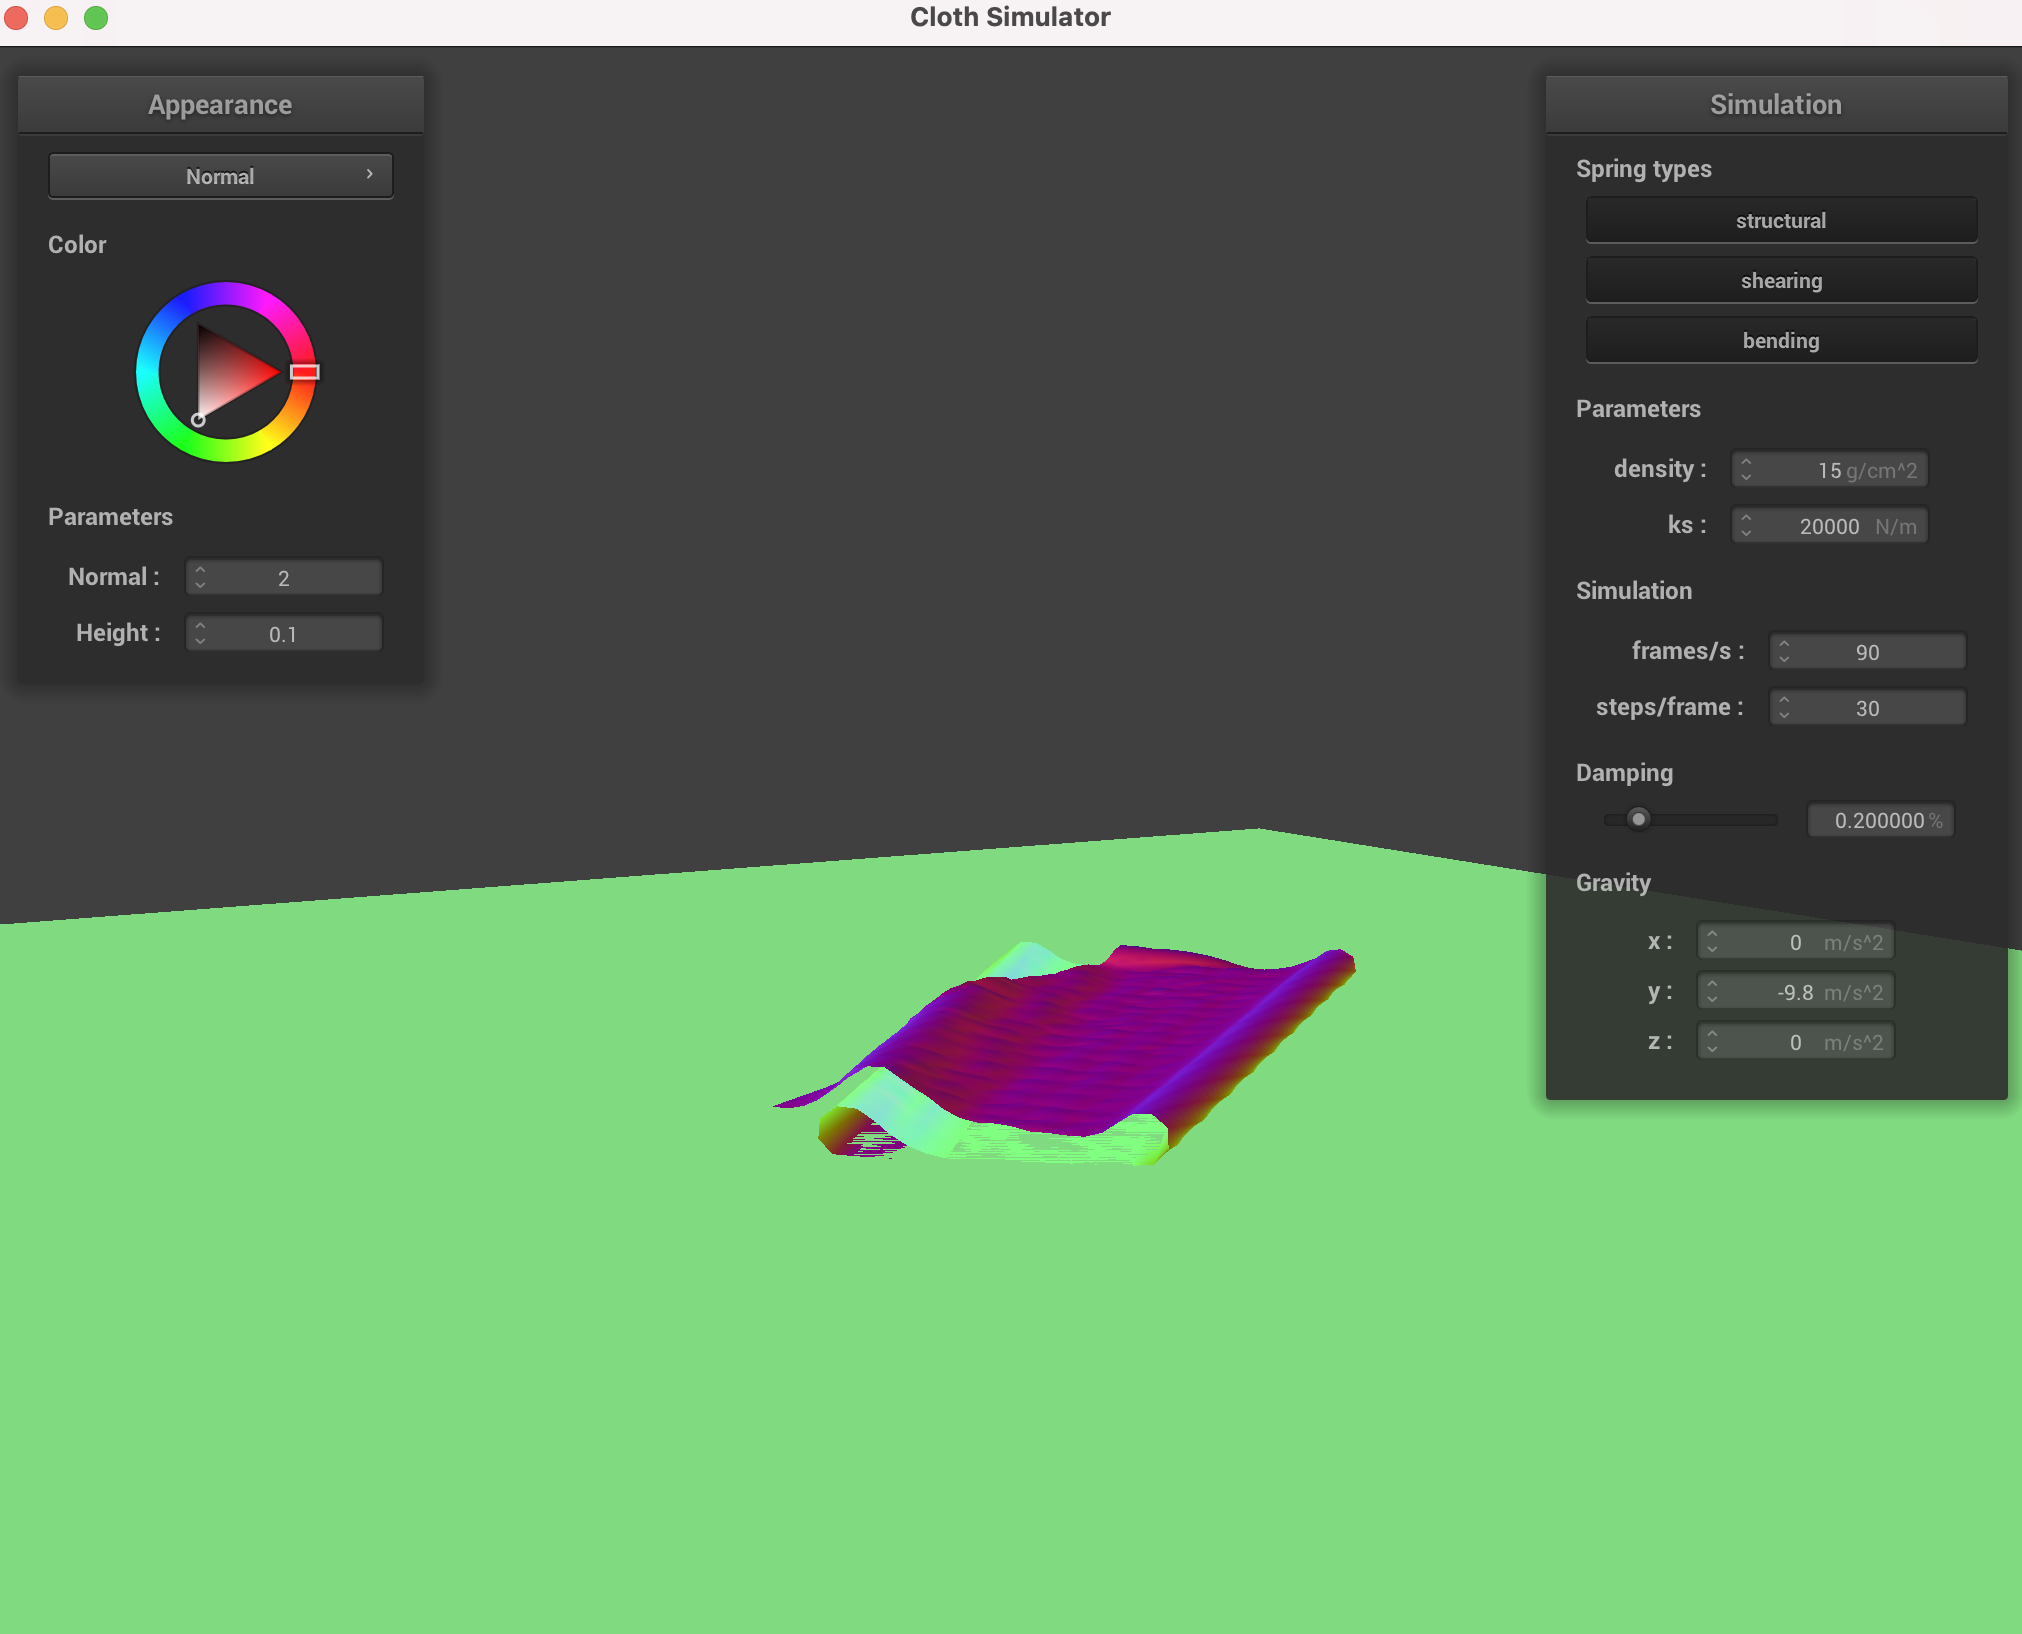 Cloth Simulator
Appearance
Normal
Color
Parameters
Normal : 2
Height : 0.1
Simulation
Spring types
structural
shearing
bending
Parameters
density : 15 g/cm^2
ks : 20000 N/m
Simulation
frames/s : 90
steps/frame : 30
Damping
0.200000 %
Gravity
x : 0 m/s^2
y : -9.8 m/s^2
z : 0 m/s^2